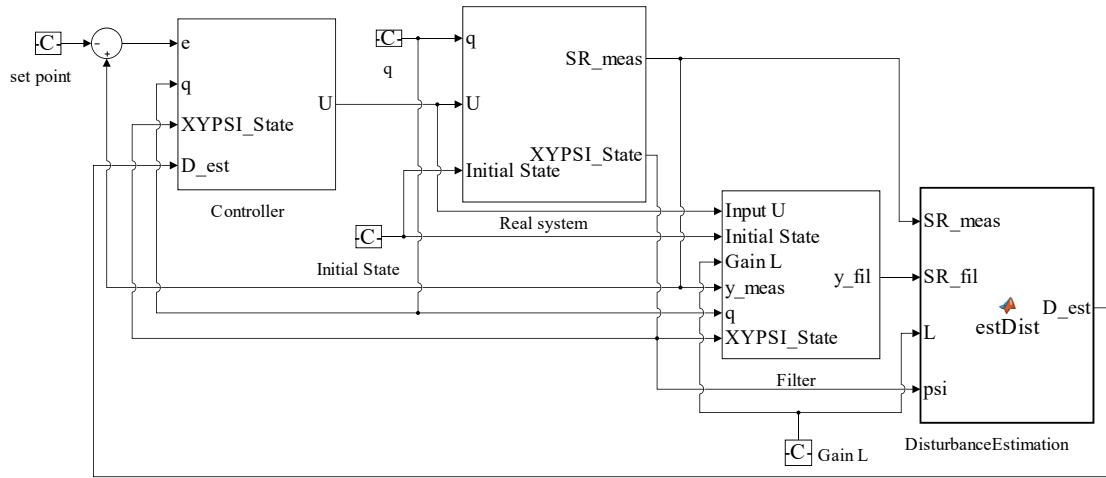 -C-
set point
-
+
e
q
XYPSI_State
D_est
U
Controller
-C-
q
q
U
Initial State
SR_meas
XYPSI_State
Real system
-C-
Initial State
Input U
Initial State
Gain L
y_meas
q
XYPSI_State
y_fil
Filter
SR_meas
SR_fil
L
psi
estDist
D_est
DisturbanceEstimation
-C-
Gain L